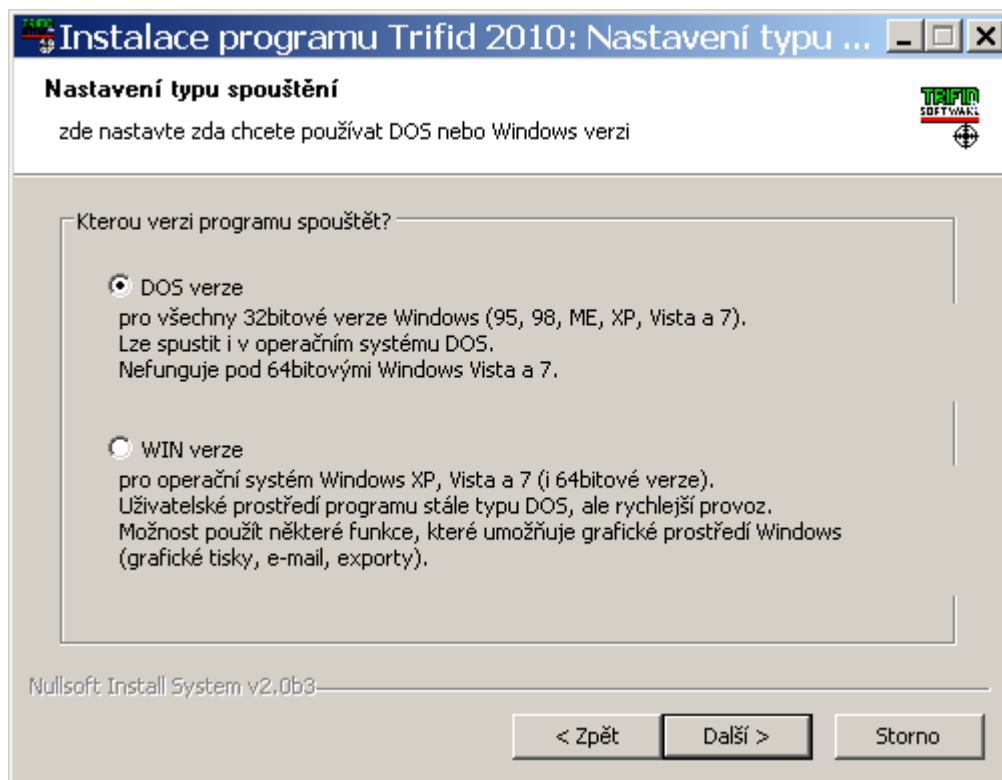 Instalace programu Trifid 2010: Nastavení typu ...
Nastavení typu spouštění
zde nastavte zda chcete používat DOS nebo Windows verzi
TRIFID
SOFTWARE
Kterou verzi programu spouštět?
DOS verze
pro všechny 32bitové verze Windows (95, 98, ME, XP, Vista a 7).
Lze spustit i v operačním systému DOS.
Nefunguje pod 64bitovými Windows Vista a 7.
WIN verze
pro operační systém Windows XP, Vista a 7 (i 64bitové verze).
Uživatelské prostředí programu stále typu DOS, ale rychlejší provoz.
Možnost použít některé funkce, které umožňuje grafické prostředí Windows
(grafické tisky, e-mail, exporty).
Nullsoft Install System v2.0b3
< Zpět
Další >
Storno